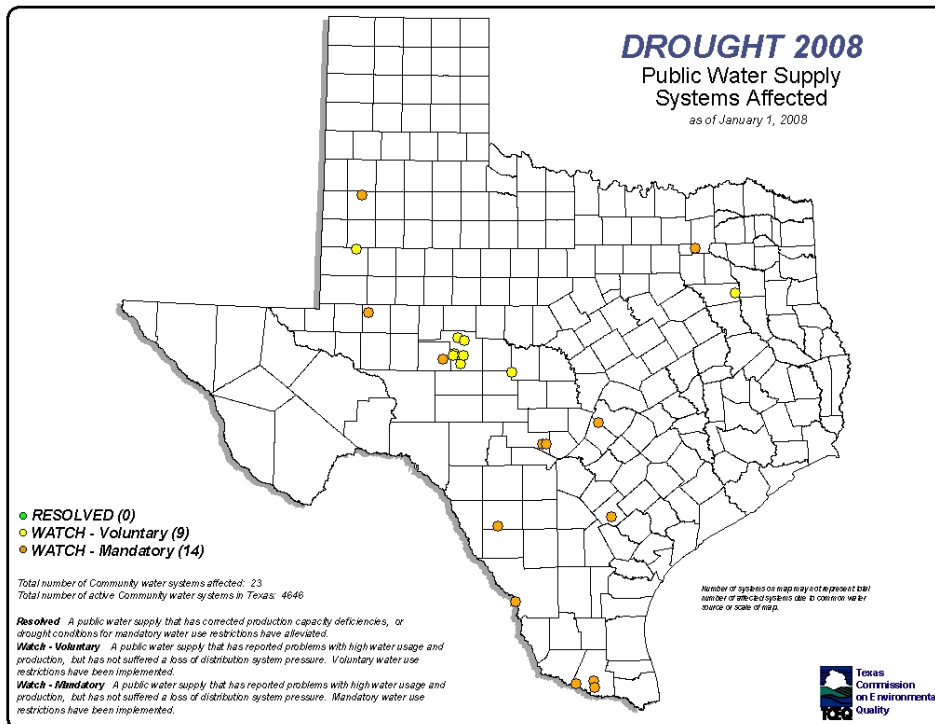 DROUGHT 2008
Public Water Supply
Systems Affected
as of January 1, 2008
RESOLVED (0)
WATCH - Voluntary (9)
WATCH - Mandatory (14)
Total number of Community water systems affected: 23
Total number of active Community water systems in Texas: 4646
Resolved A public water supply that has corrected production capacity deficiencies, or
drought conditions for mandatory water use restrictions have alleviated.
Watch - Voluntary A public water supply that has reported problems with high water usage and
production, but has not suffered a loss of distribution system pressure. Voluntary water use
restrictions have been implemented.
Watch - Mandatory A public water supply that has reported problems with high water usage and
production, but has not suffered a loss of distribution system pressure. Mandatory water use
restrictions have been implemented.
Number of systems on map may not represent total
number of affected systems due to common water
source or scale of map.
TCEQ
Texas
Commission
on Environmental
Quality